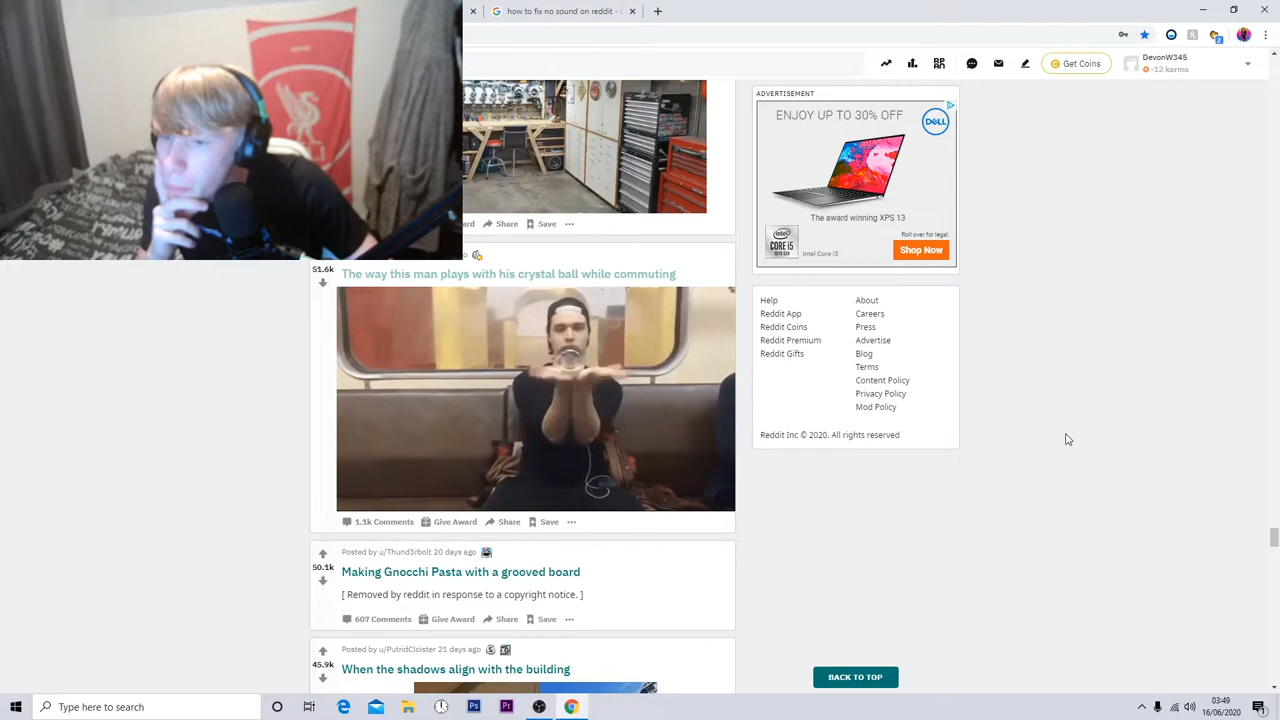 how to fix no sound on reddit - G
2
Get Coins
DevonW345
-12 karma
ADVERTISEMENT
ENJOY UP TO 30% OFF
DELL
The award winning XPS 13
Roll over for legal.
intel
CORE i5
Intel Core i5
Shop Now
ard Share Save ...
51.6k
The way this man plays with his crystal ball while commuting
1.1k Comments Give Award Share Save ...
Help
About
Reddit App
Careers
Reddit Coins
Press
Reddit Premium
Advertise
Reddit Gifts
Blog
Terms
Content Policy
Privacy Policy
Mod Policy
Reddit Inc © 2020. All rights reserved
Posted by u/Thund3rbolt 20 days ago
50.1k
Making Gnocchi Pasta with a grooved board
[ Removed by reddit in response to a copyright notice. ]
607 Comments Give Award Share Save ...
Posted by u/PutridCloister 21 days ago
45.9k
When the shadows align with the building
BACK TO TOP
Type here to search
Ps
Pr
03:49
16/06/2020